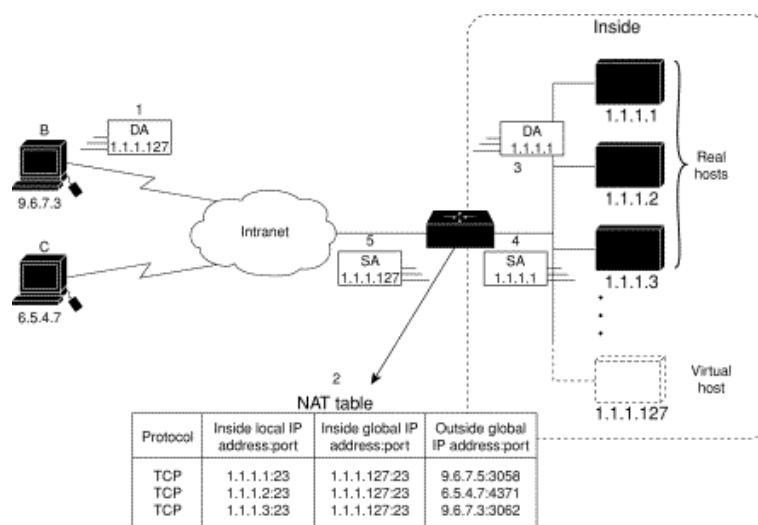 Inside
1
B
DA
1.1.1.127
9.6.7.3
DA
1.1.1.1
3
1.1.1.1
Real
hosts
1.1.1.2
C
6.5.4.7
Intranet
5
SA
1.1.1.127
4
SA
1.1.1.1
1.1.1.3
Virtual
host
1.1.1.127
2
NAT table
Protocol Inside local IP address:port Inside global IP address:port Outside global IP address:port
TCP 1.1.1.1:23 1.1.1.127:23 9.6.7.5:3058
TCP 1.1.1.2:23 1.1.1.127:23 6.5.4.7:4371
TCP 1.1.1.3:23 1.1.1.127:23 9.6.7.3:3062